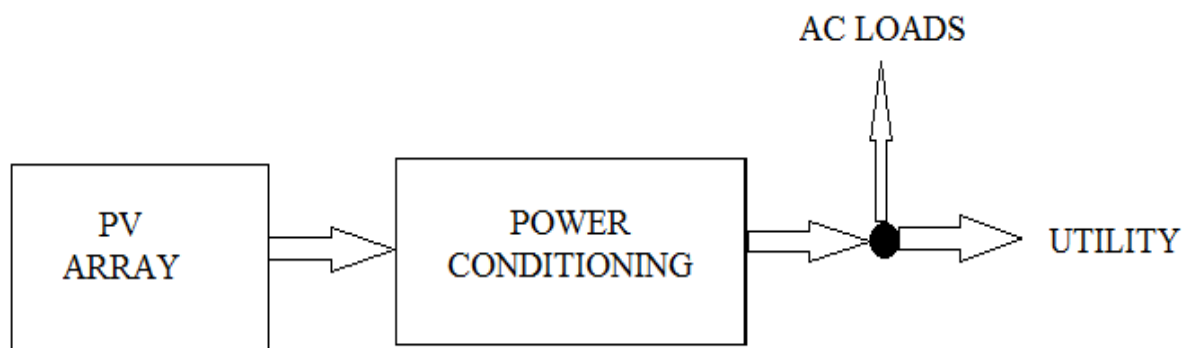 AC LOADS
PV
ARRAY
POWER
CONDITIONING
UTILITY